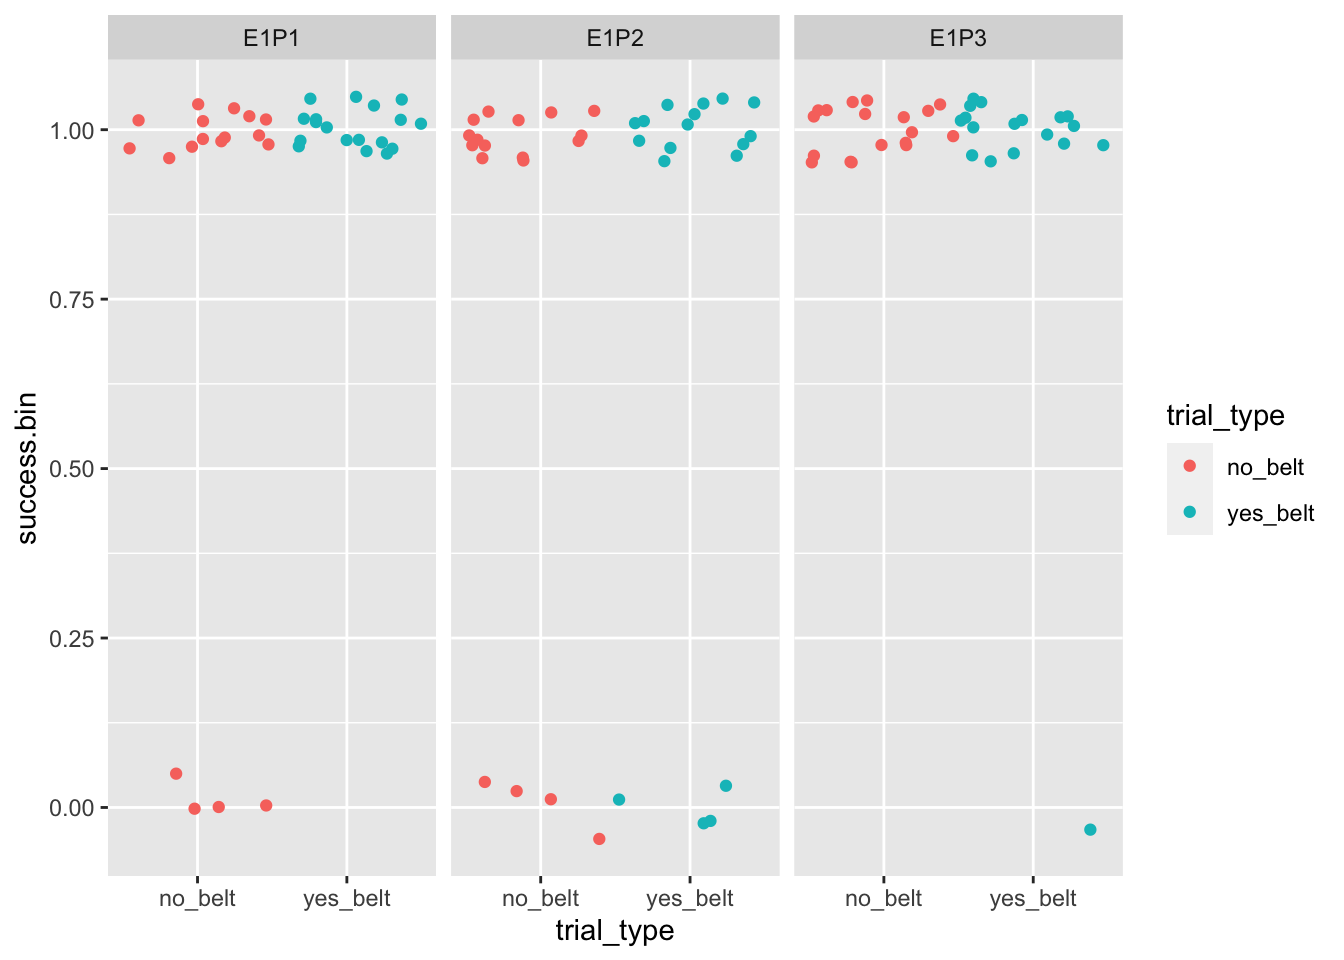 E1P1 E1P2 E1P3
1.00
0.75
0.50
0.25
0.00
success.bin
no_belt yes_belt no_belt yes_belt no_belt yes_belt
trial_type
trial_type
no_belt
yes_belt